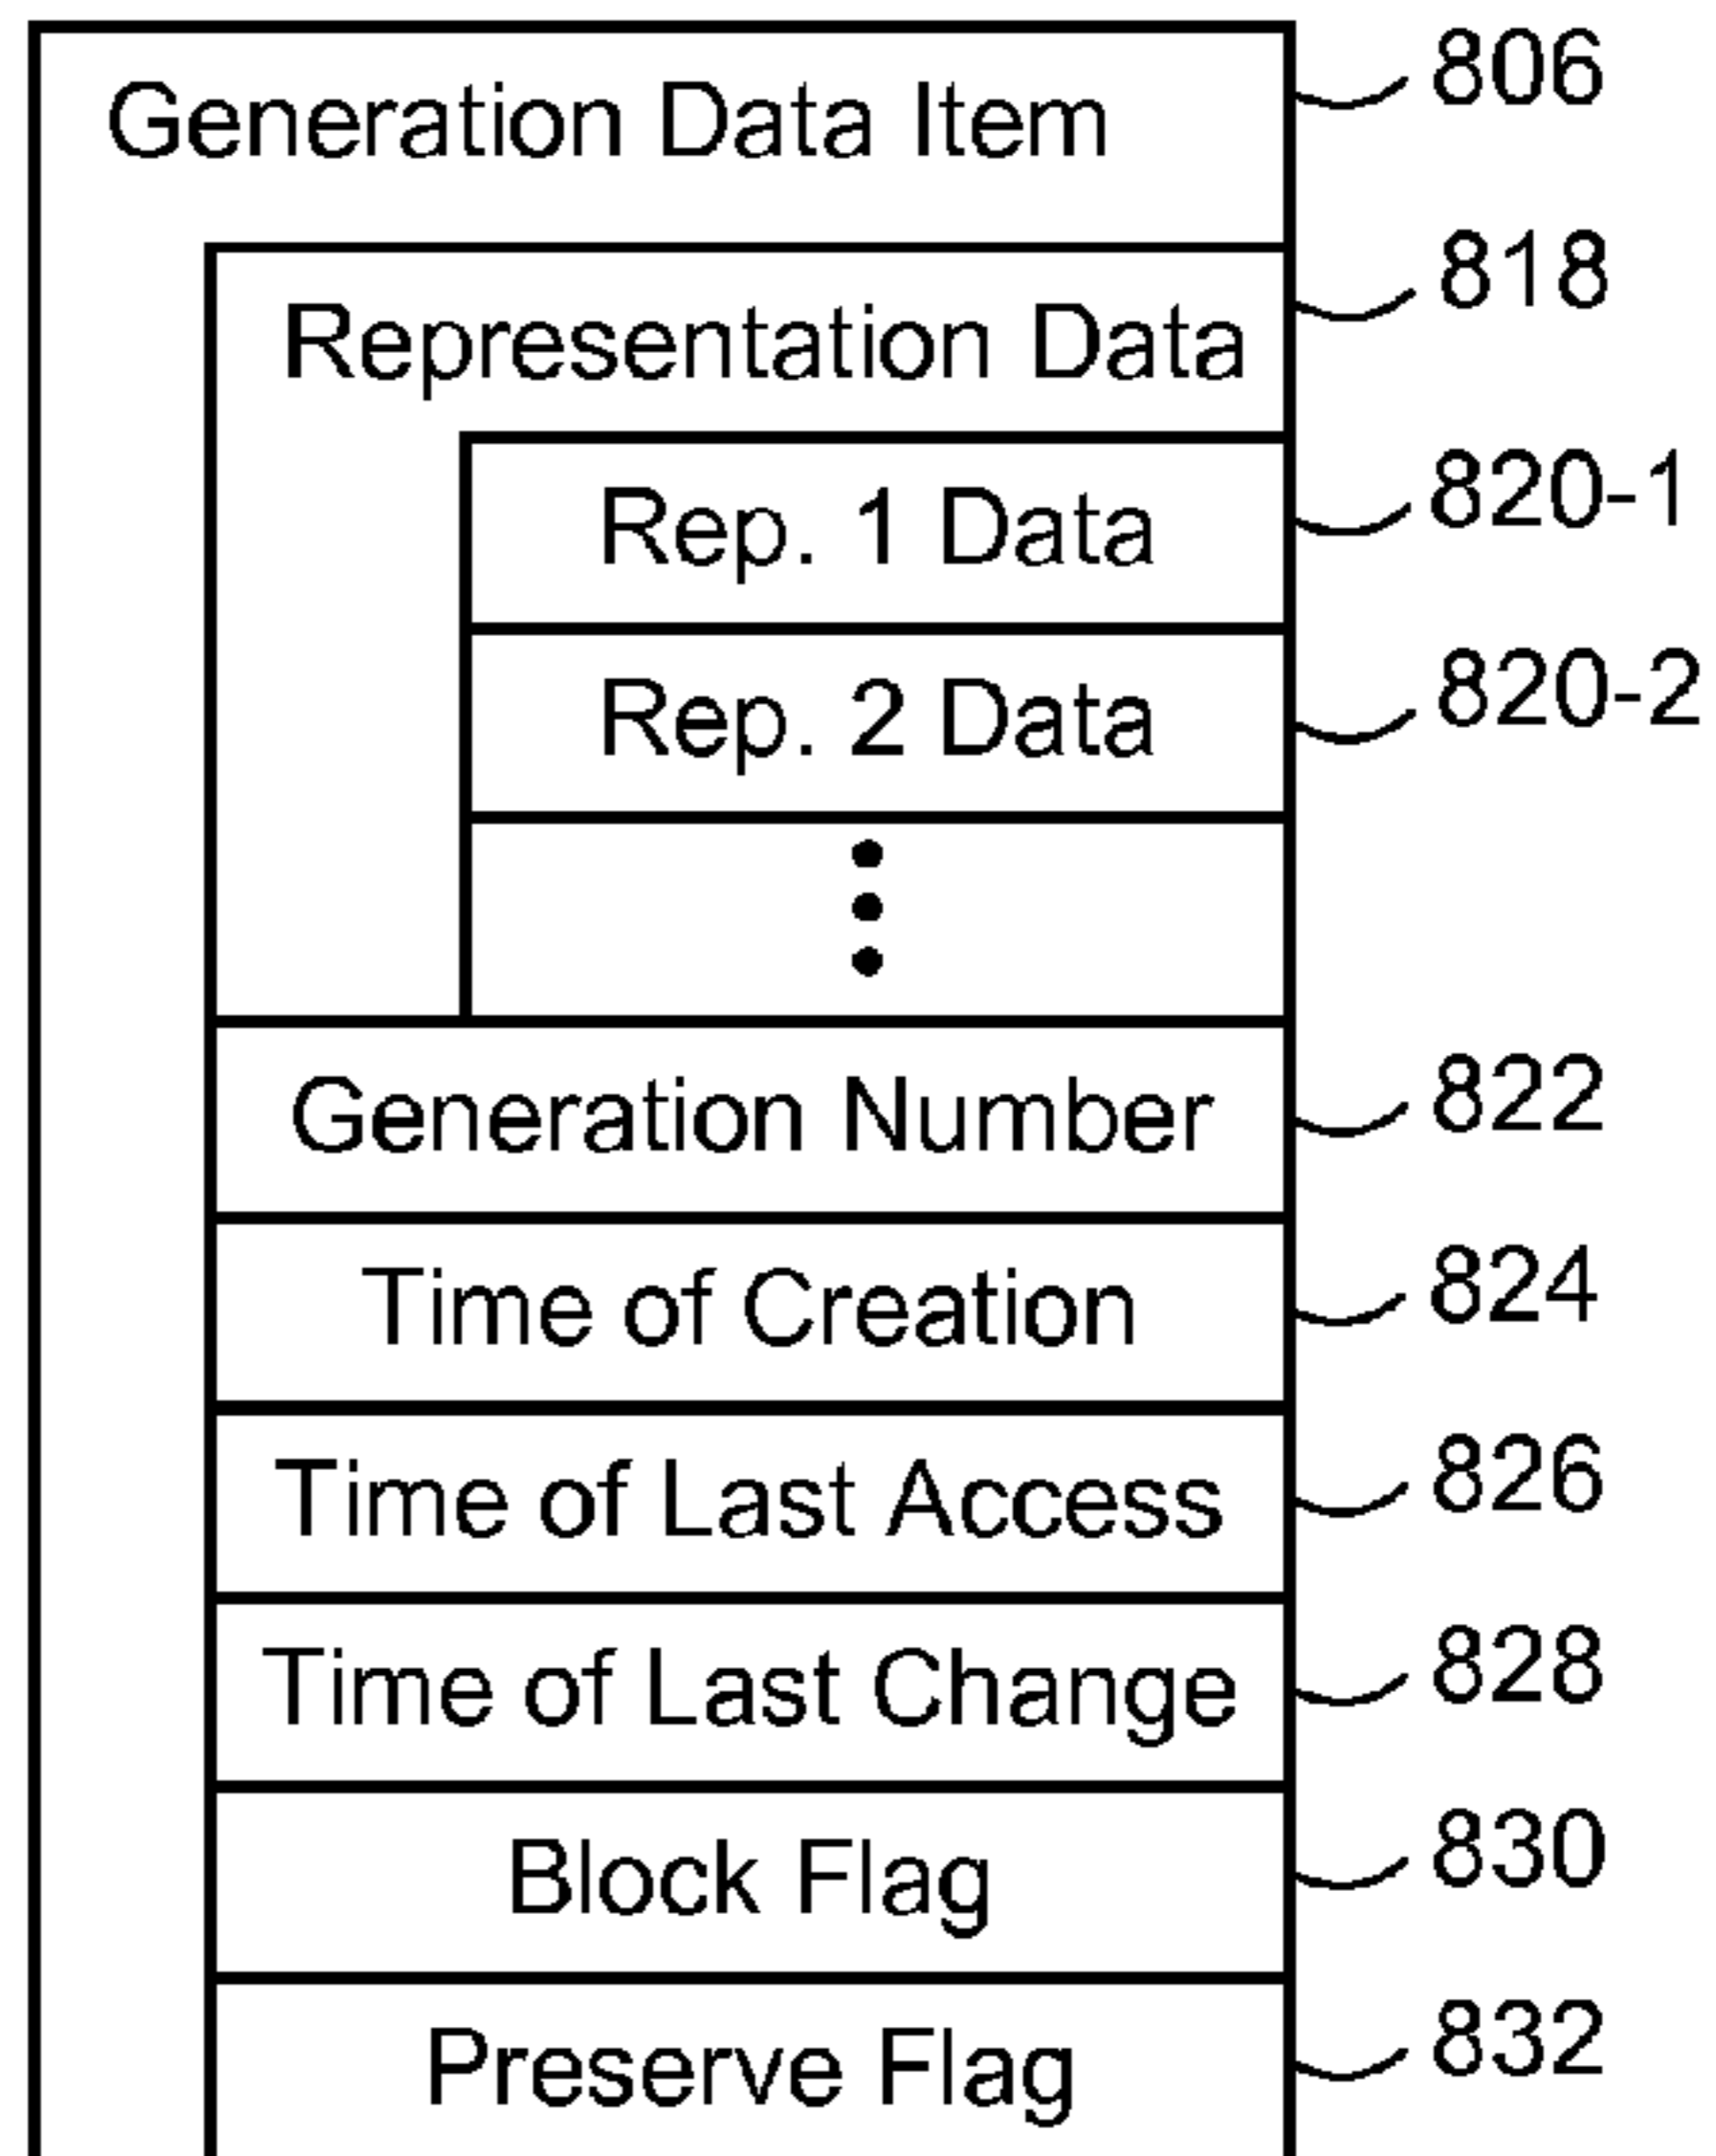 Generation Data Item 806
Representation Data 818
Rep. 1 Data 820-1
Rep. 2 Data 820-2
Generation Number 822
Time of Creation 824
Time of Last Access 826
Time of Last Change 828
Block Flag 830
Preserve Flag 832